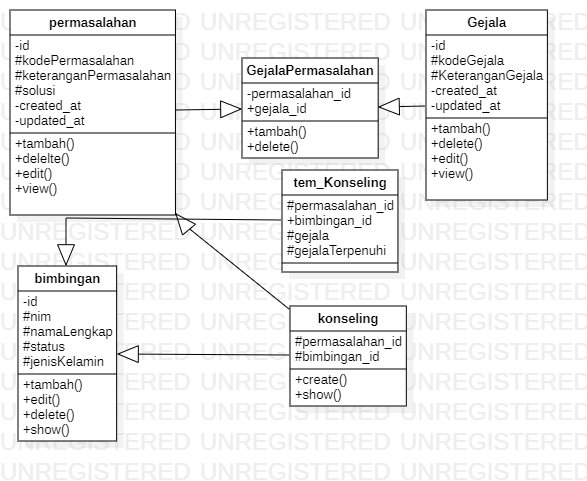 permasalahan
-id
#kodePermasalahan
#keteranganPermasalahan
#solusi
-created_at
-updated_at
+tambah()
+delelte()
+edit()
+view()
GejalaPermasalahan
-permasalahan_id
+gejala_id
+tambah()
+delete()
Gejala
-id
#kodeGejala
#KeteranganGejala
-created_at
-updated_at
+tambah()
+delete()
+edit()
+view()
tem_Konseling
#permasalahan_id
+bimbingan_id
#gejala
#gejalaTerpenuhi
bimbingan
-id
#nim
#namaLengkap
#status
#jenisKelamin
+tambah()
+edit()
+delete()
+show()
konseling
#permasalahan_id
#bimbingan_id
+create()
+show()
UNREGISTERED